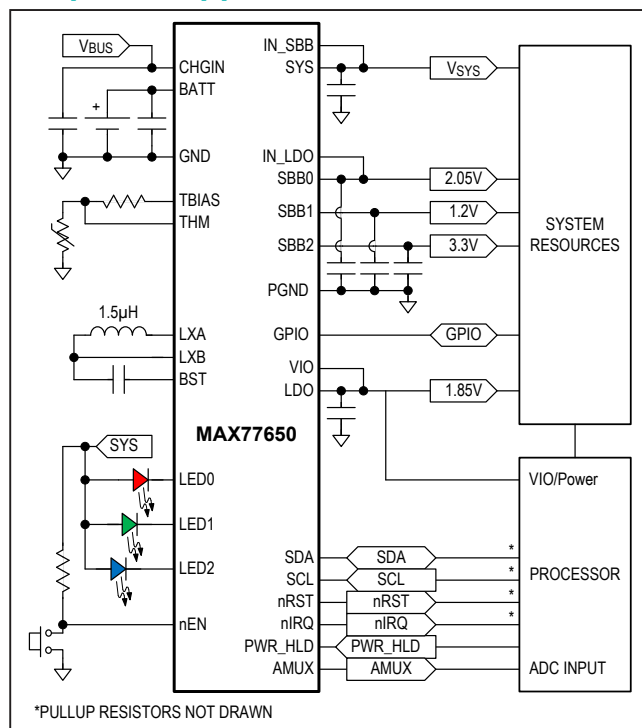 VBUS
CHGIN
BATT
+
GND
TBIAS
THM
1.5µH
LXA
LXB
BST
MAX77650
SYS
LED0
LED1
LED2
nEN
IN_SBB
SYS
VSYS
IN_LDO
SBB0
2.05V
SBB1
1.2V
SBB2
3.3V
PGND
GPIO
GPIO
VIO
LDO
1.85V
SYSTEM
RESOURCES
VIO/Power
SDA
SDA
*
SCL
SCL
*
PROCESSOR
nRST
nRST
*
nIRQ
nIRQ
*
PWR_HLD
PWR_HLD
AMUX
AMUX
ADC INPUT
*PULLUP RESISTORS NOT DRAWN